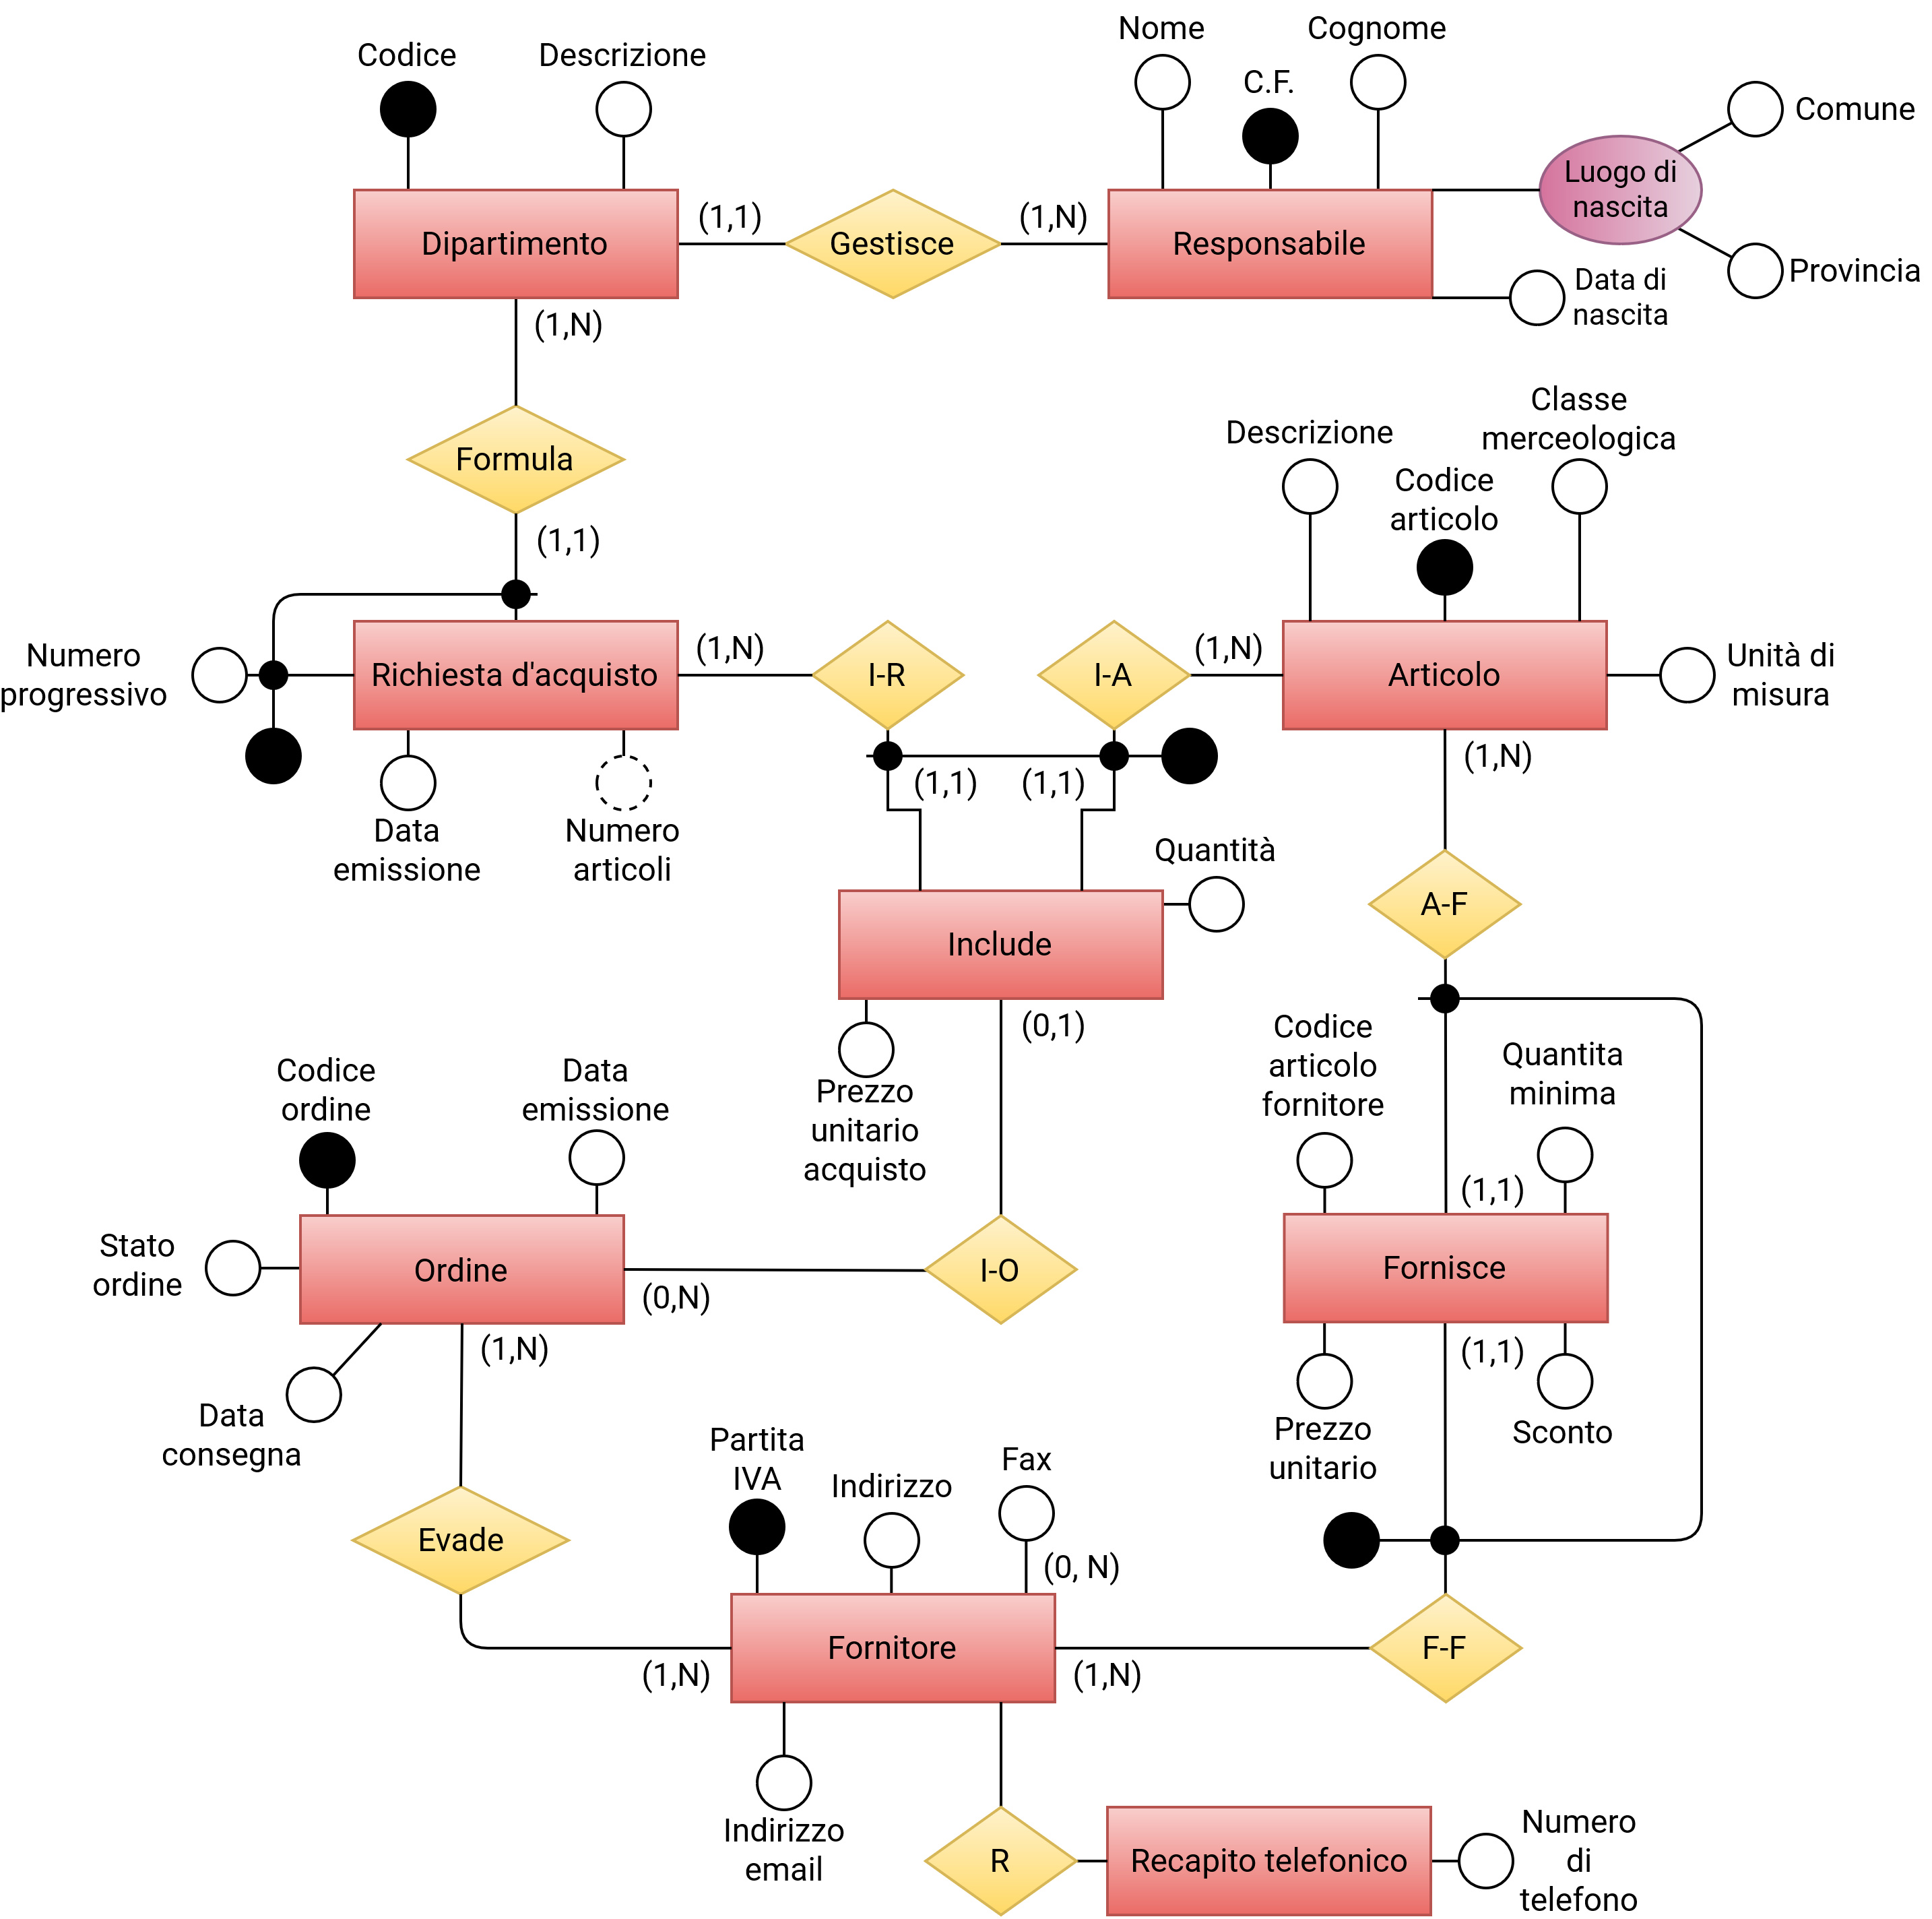 Nome
Cognome
Codice
Descrizione
C.F.
Comune
Luogo di
nascita
Dipartimento
(1,1)
Gestisce
(1,N)
Responsabile
Provincia
Data di
nascita
(1,N)
Classe
merceologica
Descrizione
Formula
Codice
articolo
(1,1)
Numero
progressivo
Richiesta d'acquisto
(1,N)
I-R
I-A
(1,N)
Articolo
Unità di
misura
(1,N)
(1,1)
(1,1)
Data
emissione
Numero
articoli
Quantità
A-F
Include
(0,1)
Codice
articolo
fornitore
Quantita
minima
Codice
ordine
Data
emissione
Prezzo
unitario
acquisto
(1,1)
Stato
ordine
Ordine
(0,N)
I-O
Fornisce
(1,N)
(1,1)
Data
consegna
Prezzo
unitario
Sconto
Partita
IVA
Indirizzo
Fax
Evade
(0, N)
(1,N)
Fornitore
(1,N)
F-F
Indirizzo
email
R
Recapito telefonico
Numero
di
telefono